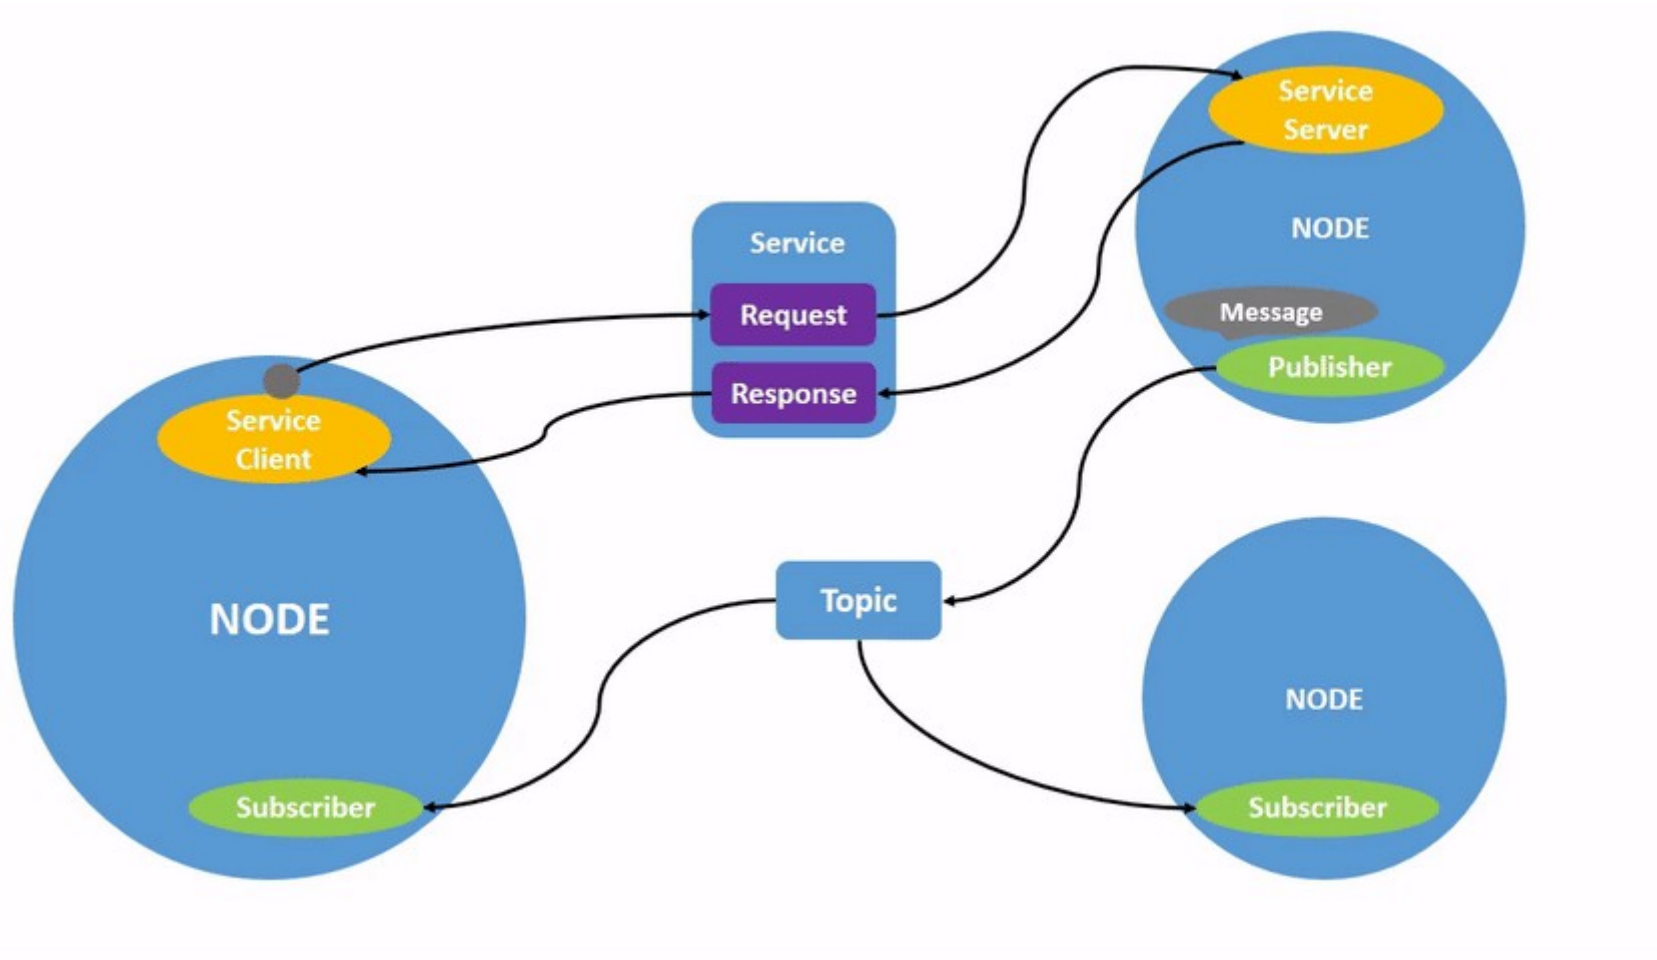 Service
Server
NODE
Message
Publisher
Service
Request
Response
Service
Client
NODE
Subscriber
Topic
NODE
Subscriber